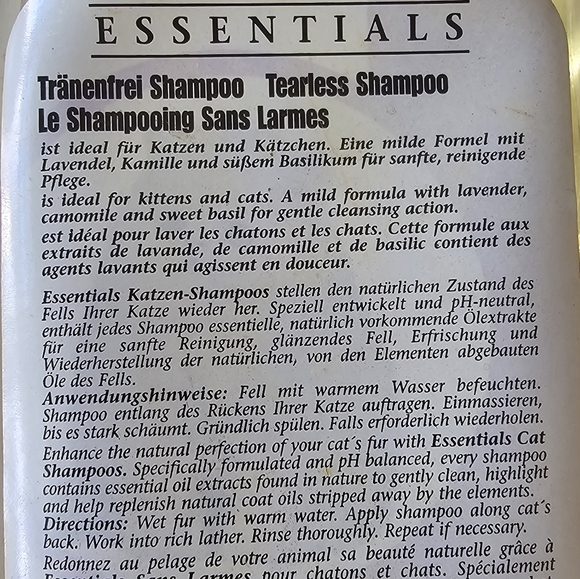 ESSENTIALS
Tränenfrei Shampoo Tearless Shampoo
Le Shampooing Sans Larmes
ist ideal für Katzen und Kätzchen. Eine milde Formel mit
Lavendel, Kamille und süßem Basilikum für sanfte, reinigende
Pflege.
is ideal for kittens and cats. A mild formula with lavender,
camomile and sweet basil for gentle cleansing action.
est idéal pour laver les chatons et les chats. Cette formule aux
extraits de lavande, de camomille et de basilic contient des
agents lavants qui agissent en douceur.
Essentials Katzen-Shampoos stellen den natürlichen Zustand des
Fells Ihrer Katze wieder her. Speziell entwickelt und pH-neutral,
enthält jedes Shampoo essentielle, natürlich vorkommende Ölextrakte
für eine sanfte Reinigung, glänzendes Fell, Erfrischung und
Wiederherstellung der natürlichen, von den Elementen abgebauten
Öle des Fells.
Anwendungshinweise: Fell mit warmem Wasser befeuchten.
Shampoo entlang des Rückens Ihrer Katze auftragen. Einmassieren,
bis es stark schäumt. Gründlich spülen. Falls erforderlich wiederholen.
Enhance the natural perfection of your cat´s fur with Essentials Cat
Shampoos. Specifically formulated and pH balanced, every shampoo
contains essential oil extracts found in nature to gently clean, highlight
and help replenish natural coat oils stripped away by the elements.
Directions: Wet fur with warm water. Apply shampoo along cat´s
back. Work into rich lather. Rinse thoroughly. Repeat if necessary.
Redonnez au pelage de votre animal sa beauté naturelle grâce à
Essentials Sans Larmes pour chatons et chats. Spécialement